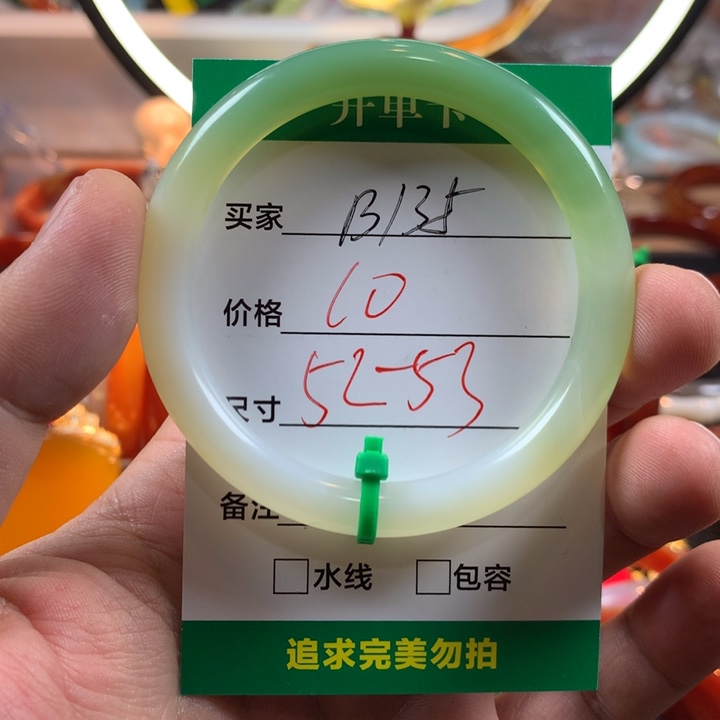 开单卡
买家 B135
价格 10
尺寸 52-53
备注
水线 包容
追求完美勿拍